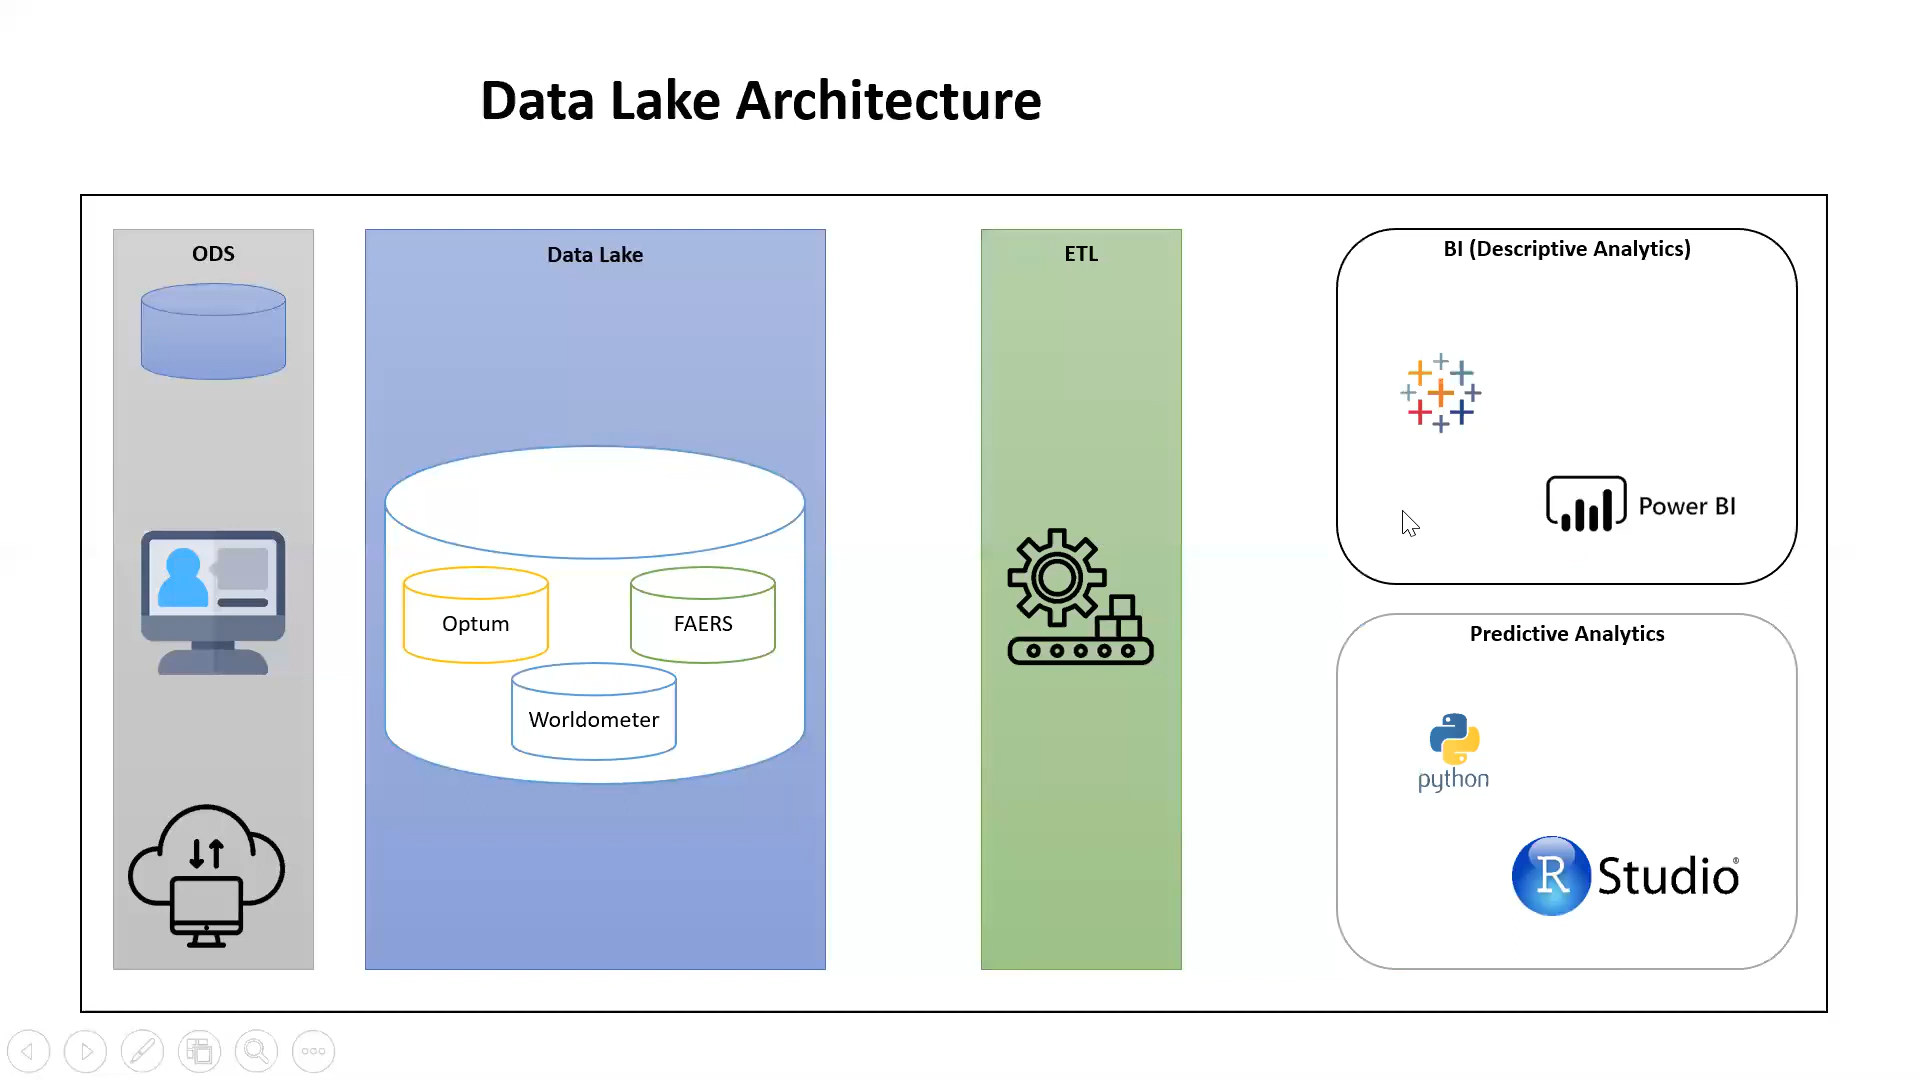 Data Lake Architecture
ODS
Data Lake
Optum
FAERS
Worldometer
ETL
BI (Descriptive Analytics)
Power BI
Predictive Analytics
python
R Studio®